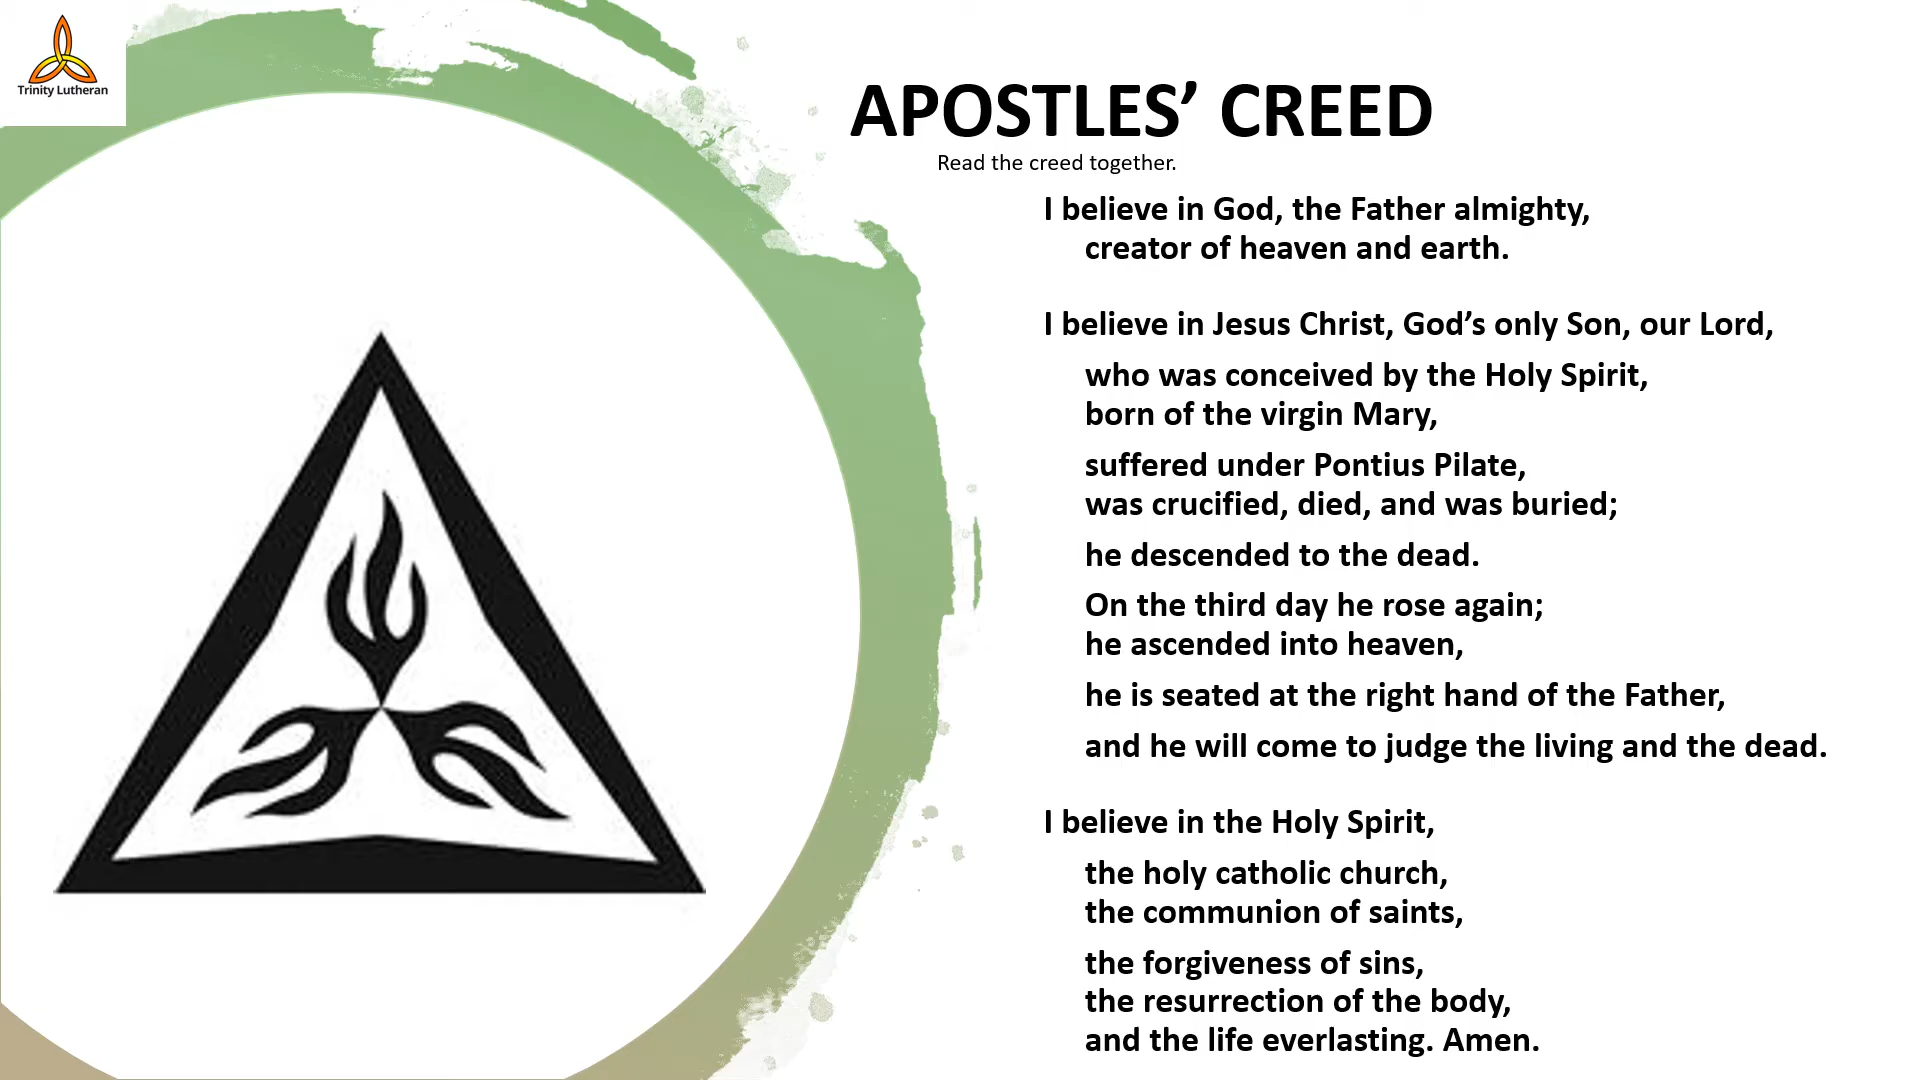 Trinity Lutheran
APOSTLES’ CREED
Read the creed together.
I believe in God, the Father almighty,
creator of heaven and earth.
I believe in Jesus Christ, God’s only Son, our Lord,
who was conceived by the Holy Spirit,
born of the virgin Mary,
suffered under Pontius Pilate,
was crucified, died, and was buried;
he descended to the dead.
On the third day he rose again;
he ascended into heaven,
he is seated at the right hand of the Father,
and he will come to judge the living and the dead.
I believe in the Holy Spirit,
the holy catholic church,
the communion of saints,
the forgiveness of sins,
the resurrection of the body,
and the life everlasting. Amen.